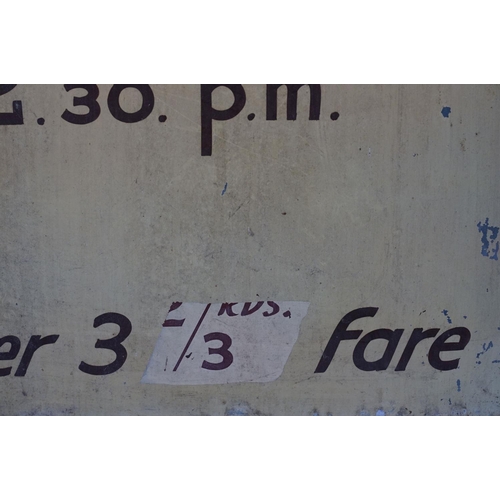 2.30. p.m.
er 3 2/RDS. /3 fare